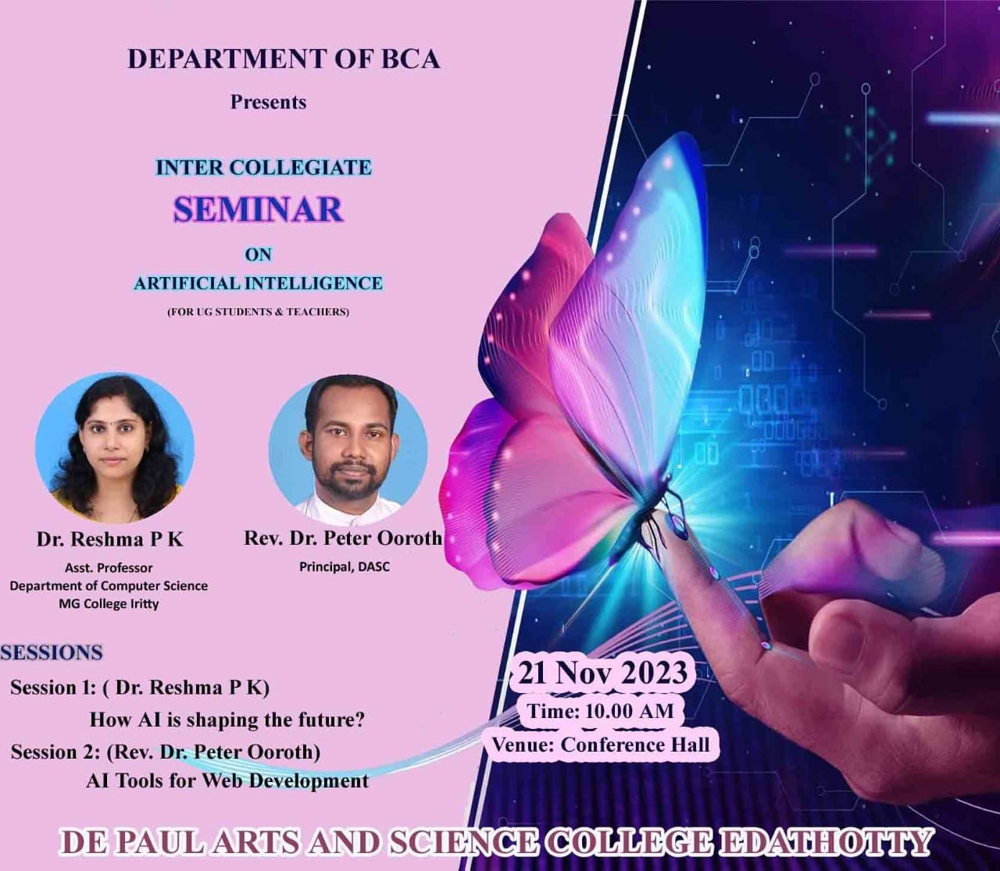 DEPARTMENT OF BCA
Presents
INTER COLLEGIATE
SEMINAR
ON
ARTIFICIAL INTELLIGENCE
(FOR UG STUDENTS & TEACHERS)
Dr. Reshma P K
Asst. Professor
Department of Computer Science
MG College Iritty
Rev. Dr. Peter Ooroth
Principal, DASC
SESSIONS
Session 1: ( Dr. Reshma P K)
How AI is shaping the future?
Session 2: (Rev. Dr. Peter Ooroth)
AI Tools for Web Development
21 Nov 2023
Time: 10.00 AM
Venue: Conference Hall
DE PAUL ARTS AND SCIENCE COLLEGE EDATHOTTY